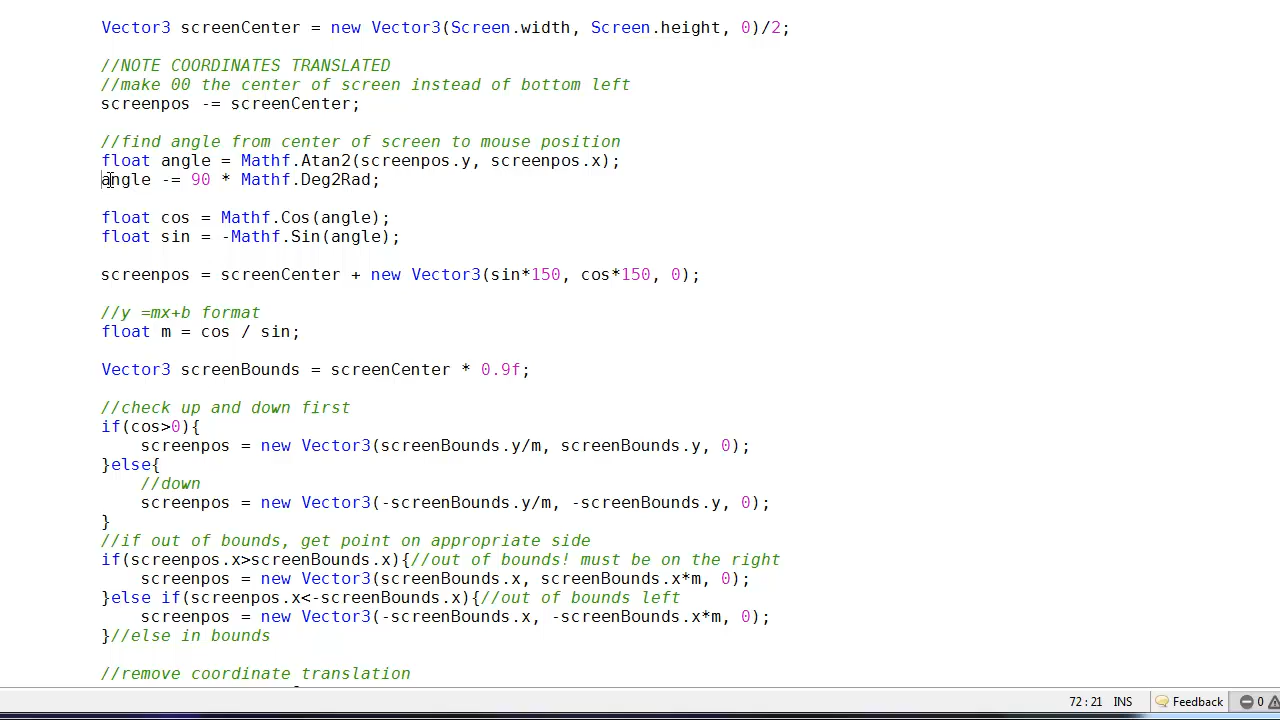 Vector3 screenCenter = new Vector3(Screen.width, Screen.height, 0)/2;
//NOTE COORDINATES TRANSLATED
//make 00 the center of screen instead of bottom left
screenpos -= screenCenter;
//find angle from center of screen to mouse position
float angle = Mathf.Atan2(screenpos.y, screenpos.x);
angle -= 90 * Mathf.Deg2Rad;
float cos = Mathf.Cos(angle);
float sin = -Mathf.Sin(angle);
screenpos = screenCenter + new Vector3(sin*150, cos*150, 0);
//y =mx+b format
float m = cos / sin;
Vector3 screenBounds = screenCenter * 0.9f;
//check up and down first
if(cos>0){
screenpos = new Vector3(screenBounds.y/m, screenBounds.y, 0);
}else{
//down
screenpos = new Vector3(-screenBounds.y/m, -screenBounds.y, 0);
}
//if out of bounds, get point on appropriate side
if(screenpos.x>screenBounds.x){//out of bounds! must be on the right
screenpos = new Vector3(screenBounds.x, screenBounds.x*m, 0);
}else if(screenpos.x<-screenBounds.x){//out of bounds left
screenpos = new Vector3(-screenBounds.x, -screenBounds.x*m, 0);
}//else in bounds
//remove coordinate translation
72 : 21 INS Feedback 0